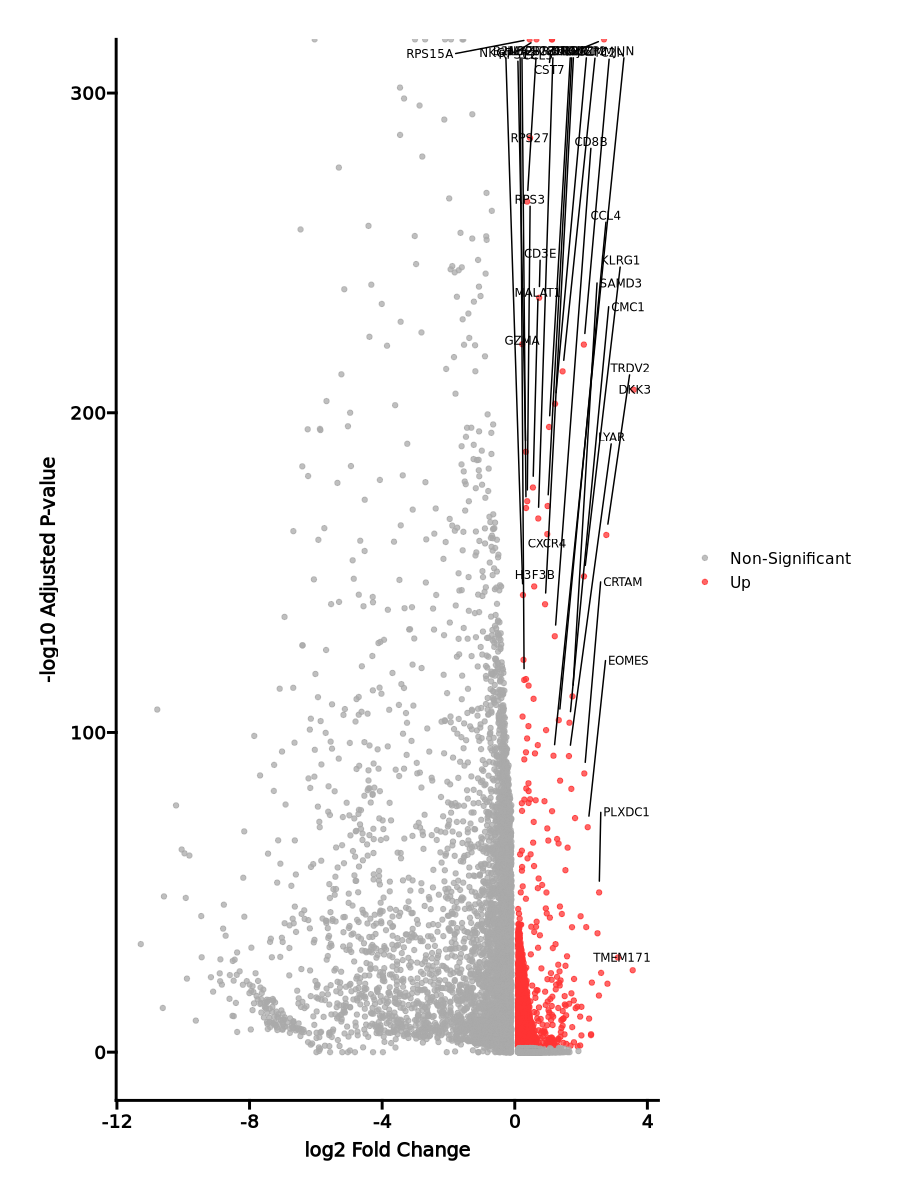 RPS15A
CST7
300
RPS27
CD8B
RPS3
CCL4
CD3E
KLRG1
SAMD3
MALAT1
CMC1
GZMA
TRDV2
DKK3
200
LYAR
CXCR4
Non-Significant
H3F3B
CRTAM
Up
EOMES
100
PLXDC1
TMEM171
0
-12
-8
-4
0
4
log2 Fold Change
-log10 Adjusted P-value